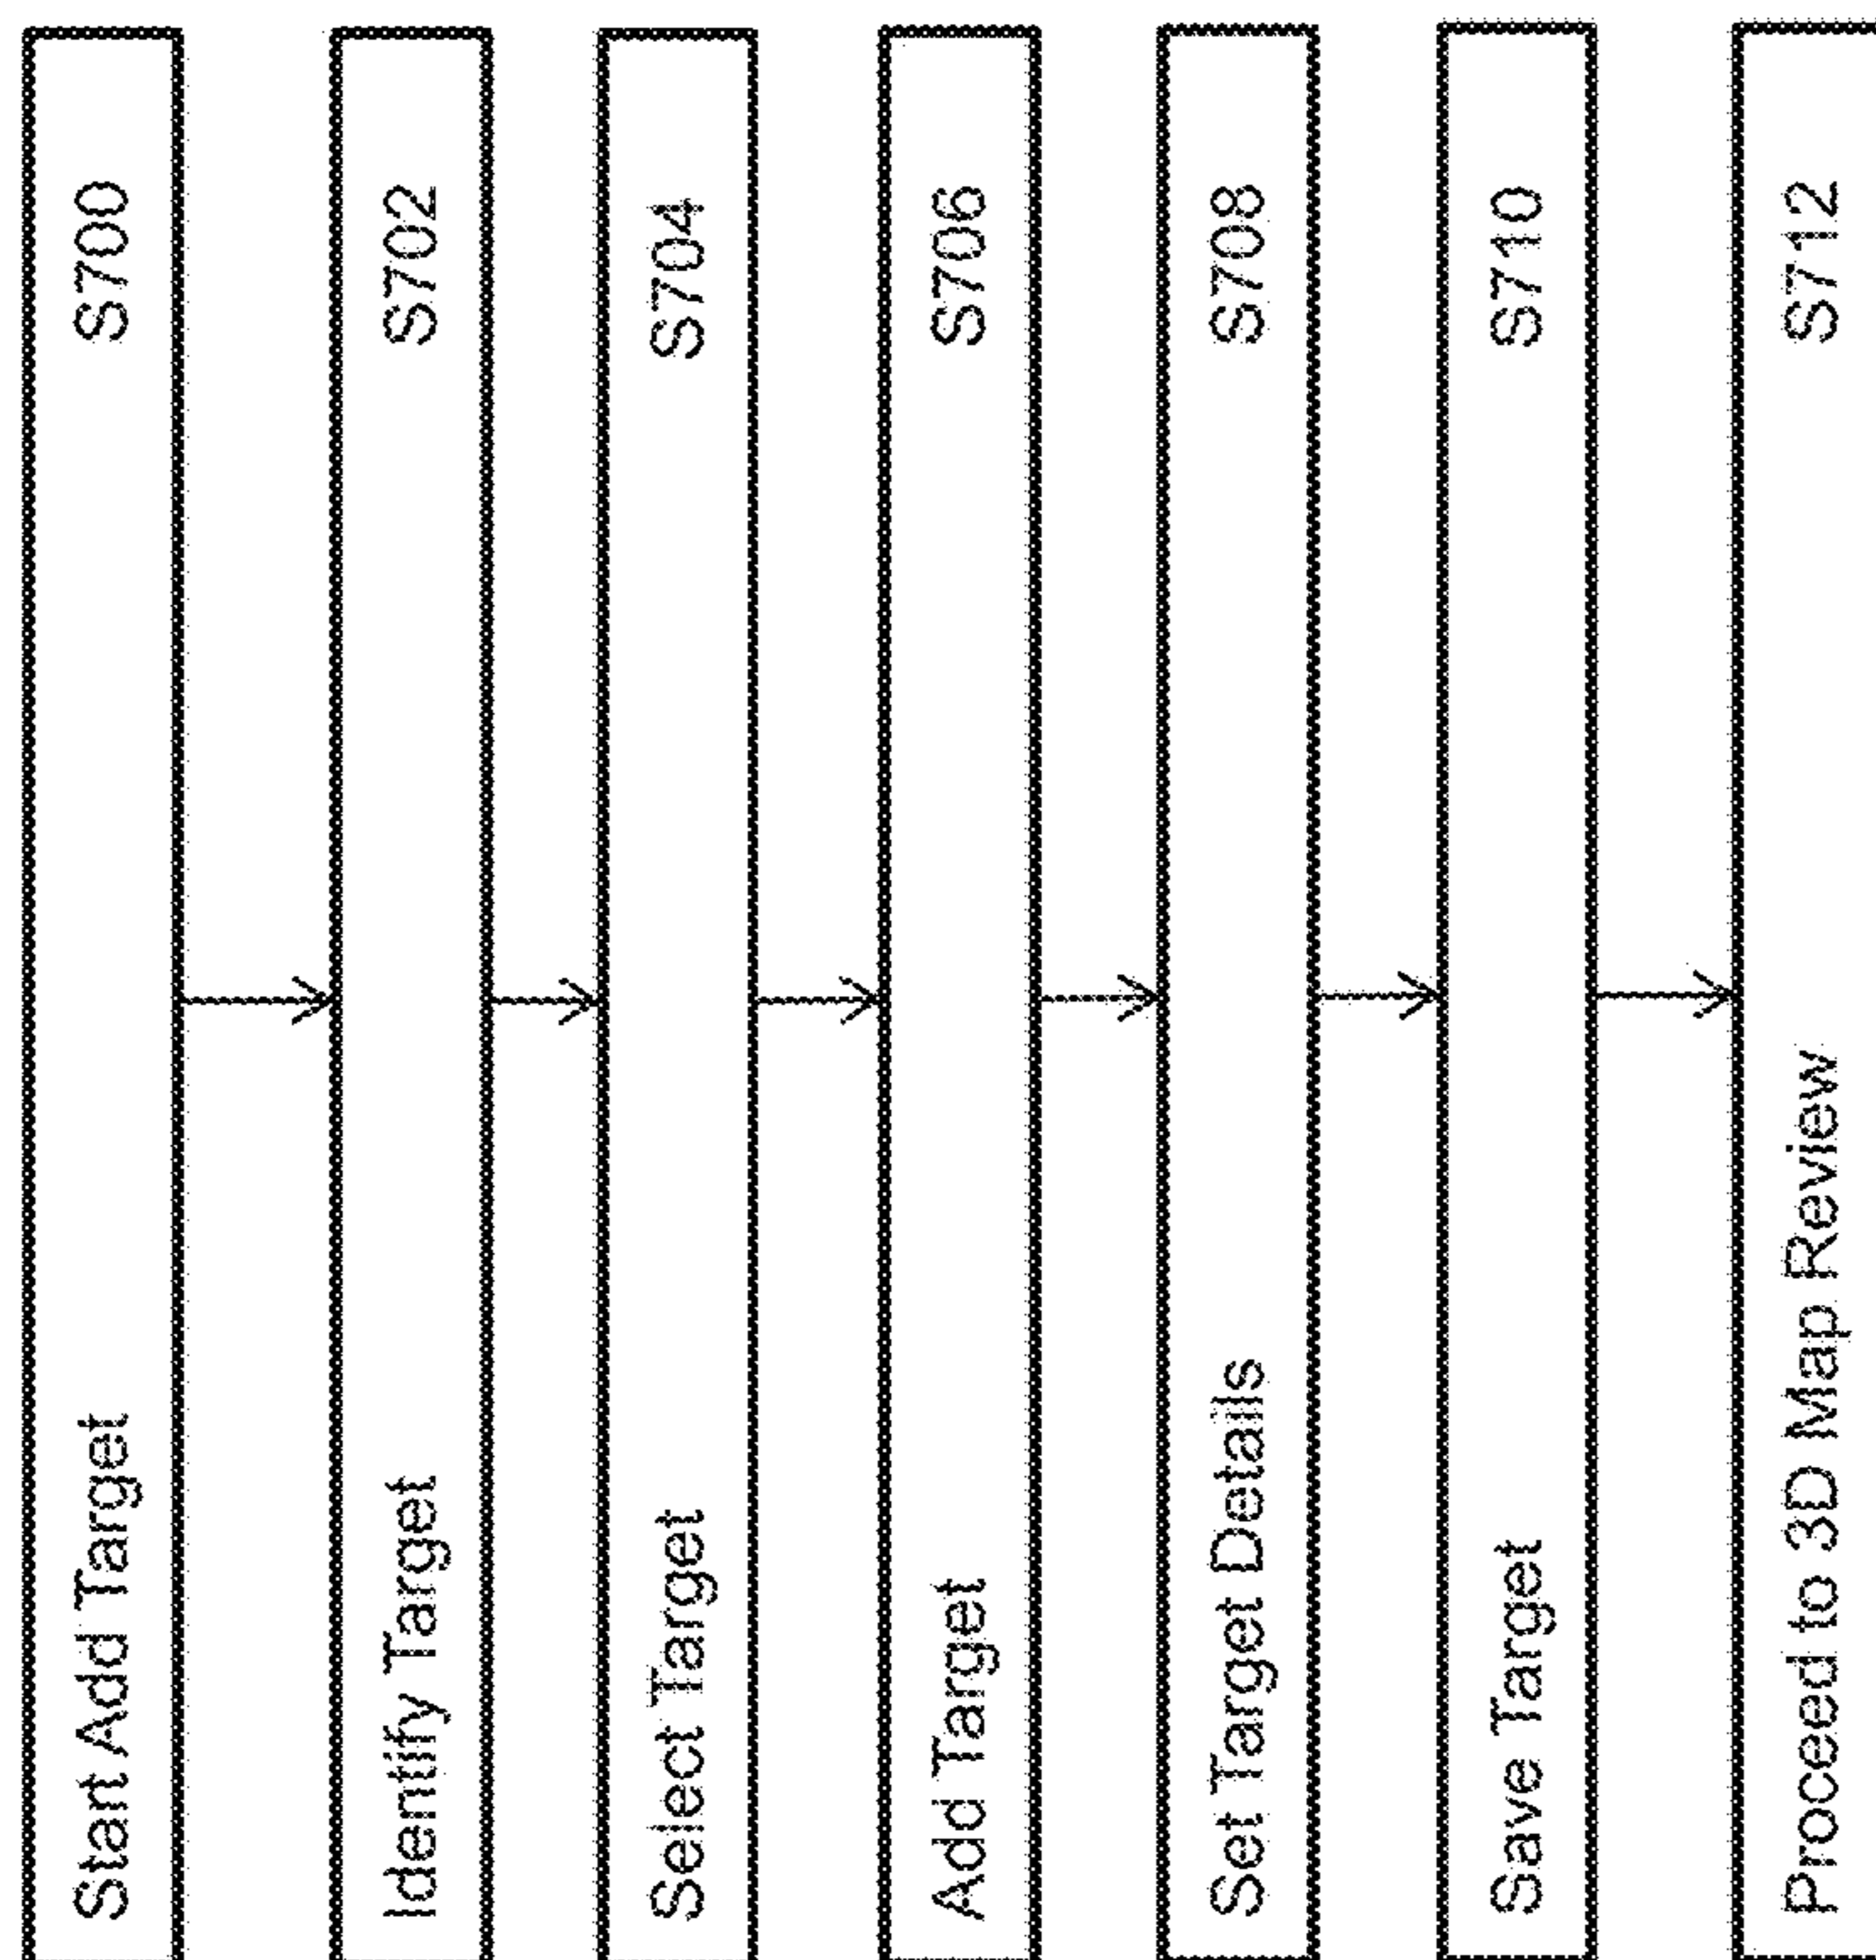 Start Add Target S700
Identify Target S702
Select Target S704
Add Target S706
Set Target Details S708
Save Target S710
Proceed to 3D Map Review S712